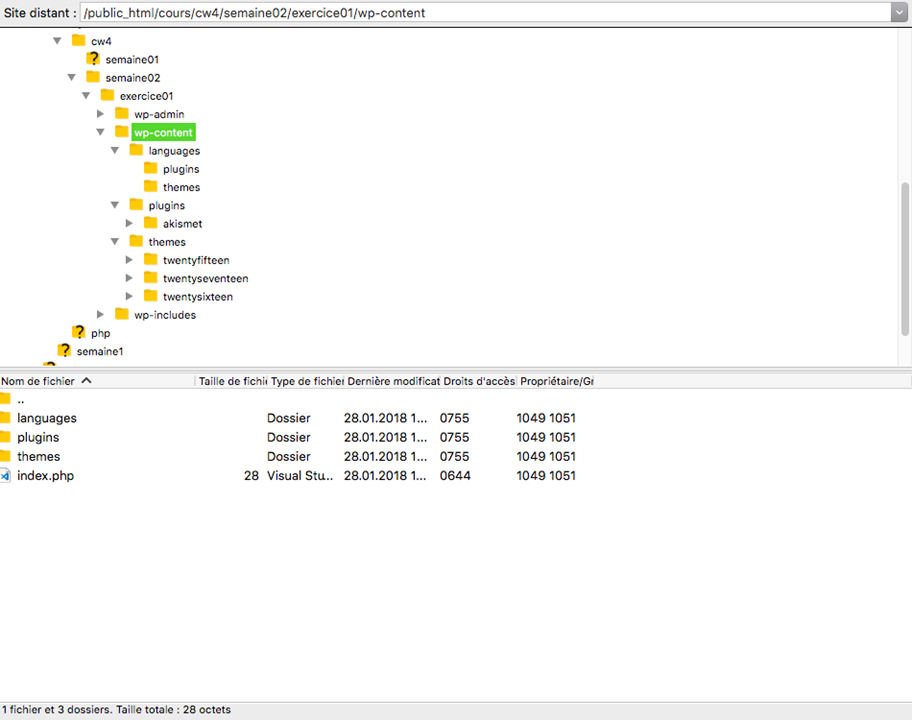 Site distant : /public_html/cours/cw4/semaine02/exercice01/wp-content
cw4
semaine01
semaine02
exercice01
wp-admin
wp-content
languages
plugins
themes
plugins
akismet
themes
twentyfifteen
twentyseventeen
twentysixteen
wp-includes
php
semaine1
Nom de fichier Taille de fichi Type de fichier Dernière modificat Droits d'accès Propriétaire/Gr
..
languages Dossier 28.01.2018 1... 0755 1049 1051
plugins Dossier 28.01.2018 1... 0755 1049 1051
themes Dossier 28.01.2018 1... 0755 1049 1051
index.php 28 Visual Stu... 28.01.2018 1... 0644 1049 1051
1 fichier et 3 dossiers. Taille totale : 28 octets